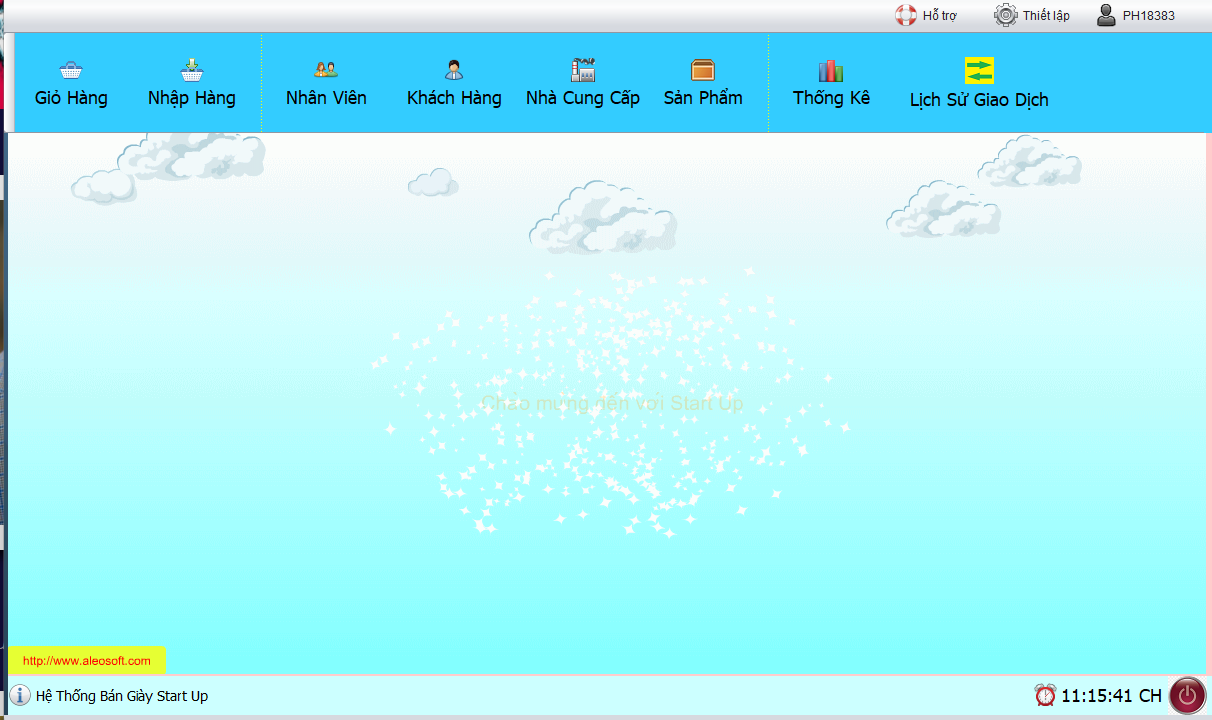 Hỗ trợ Thiết lập PH18383
Giỏ Hàng Nhập Hàng Nhân Viên Khách Hàng Nhà Cung Cấp Sản Phẩm Thống Kê Lịch Sử Giao Dịch
Chào mừng đến với Start Up
http://www.aleosoft.com
Hệ Thống Bán Giày Start Up 11:15:41 CH